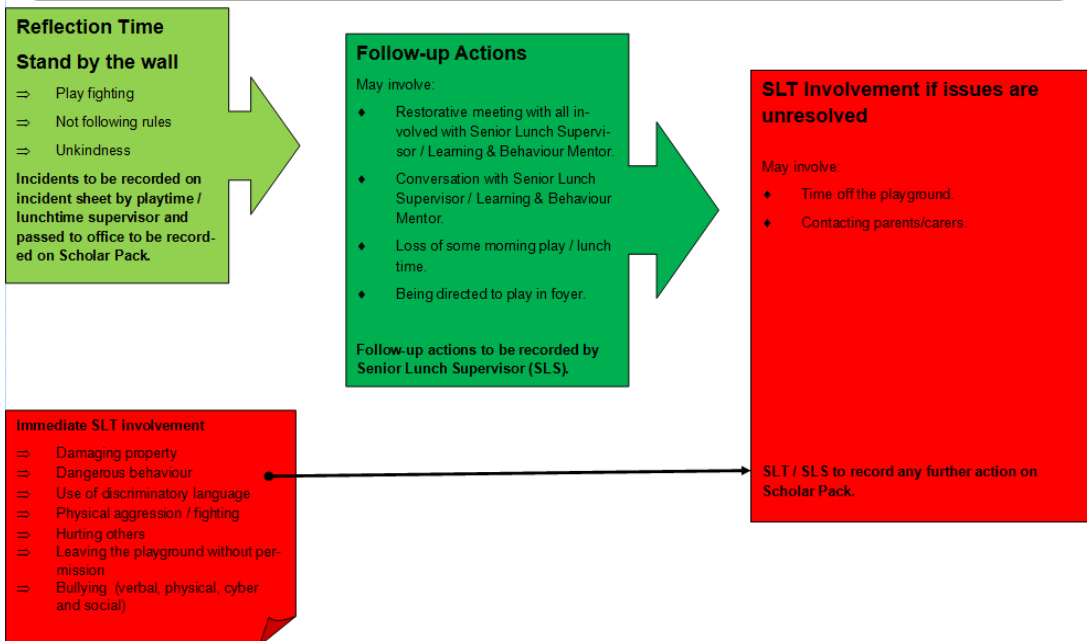 Reflection Time
Stand by the wall
⇒ Play fighting
⇒ Not following rules
⇒ Unkindness
Incidents to be recorded on
incident sheet by playtime /
lunchtime supervisor and
passed to office to be record-
ed on Scholar Pack.
Follow-up Actions
May involve:
♦ Restorative meeting with all in-
volved with Senior Lunch Supervi-
sor / Learning & Behaviour
Mentor.
♦ Conversation with Senior Lunch
Supervisor / Learning & Behaviour
Mentor.
♦ Loss of some morning play / lunch
time.
♦ Being directed to play in foyer.
Follow-up actions to be recorded by
Senior Lunch Supervisor (SLS).
SLT Involvement if issues are
unresolved
May involve:
♦ Time off the playground.
♦ Contacting parents/carers.
SLT / SLS to record any further action on
Scholar Pack.
Immediate SLT involvement
⇒ Damaging property
⇒ Dangerous behaviour
⇒ Use of discriminatory language
⇒ Physical aggression / fighting
⇒ Hurting others
⇒ Leaving the playground without per-
mission
⇒ Bullying (verbal, physical, cyber
and social)